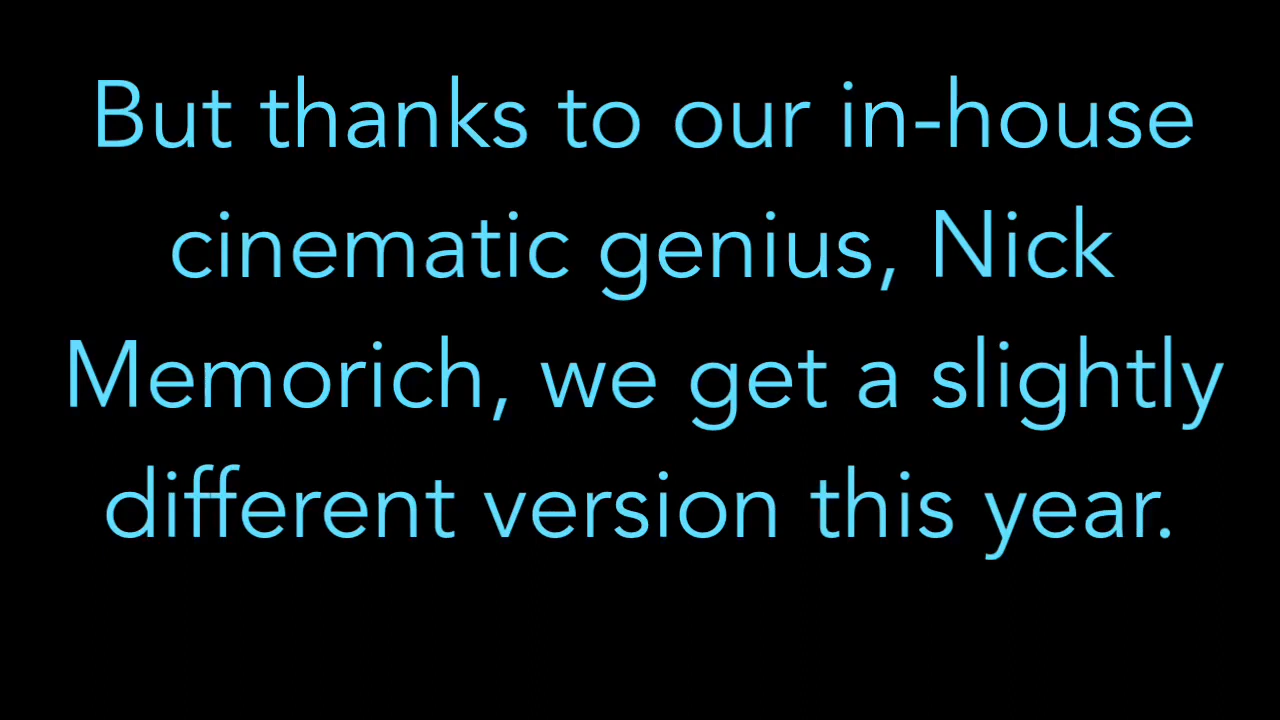 But thanks to our in-house
cinematic genius, Nick
Memorich, we get a slightly
different version this year.